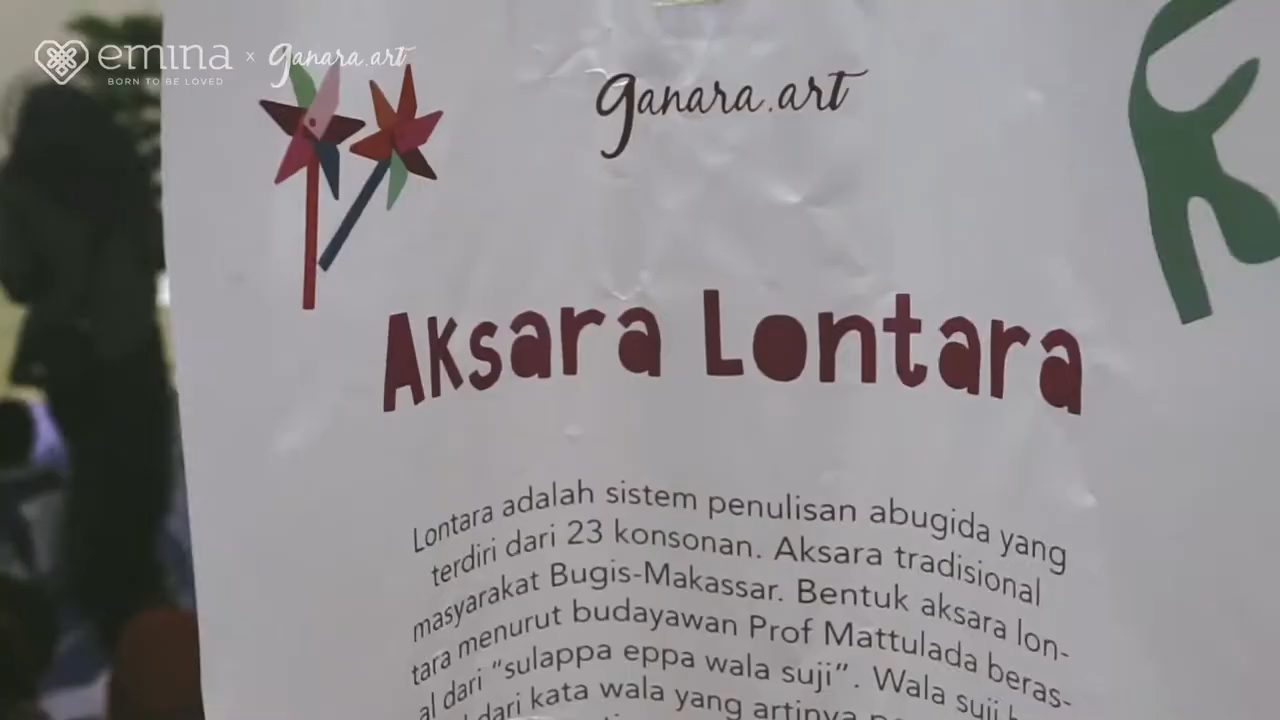 emina x ganara.art
BORN TO BE LOVED
ganara.art
Aksara Lontara
Lontara adalah sistem penulisan abugida yang
terdiri dari 23 konsonan. Aksara tradisional
masyarakat Bugis-Makassar. Bentuk aksara lon-
tara menurut budayawan Prof Mattulada beras-
al dari “sulappa eppa wala suji”. Wala suji
dari kata wala yang artinya